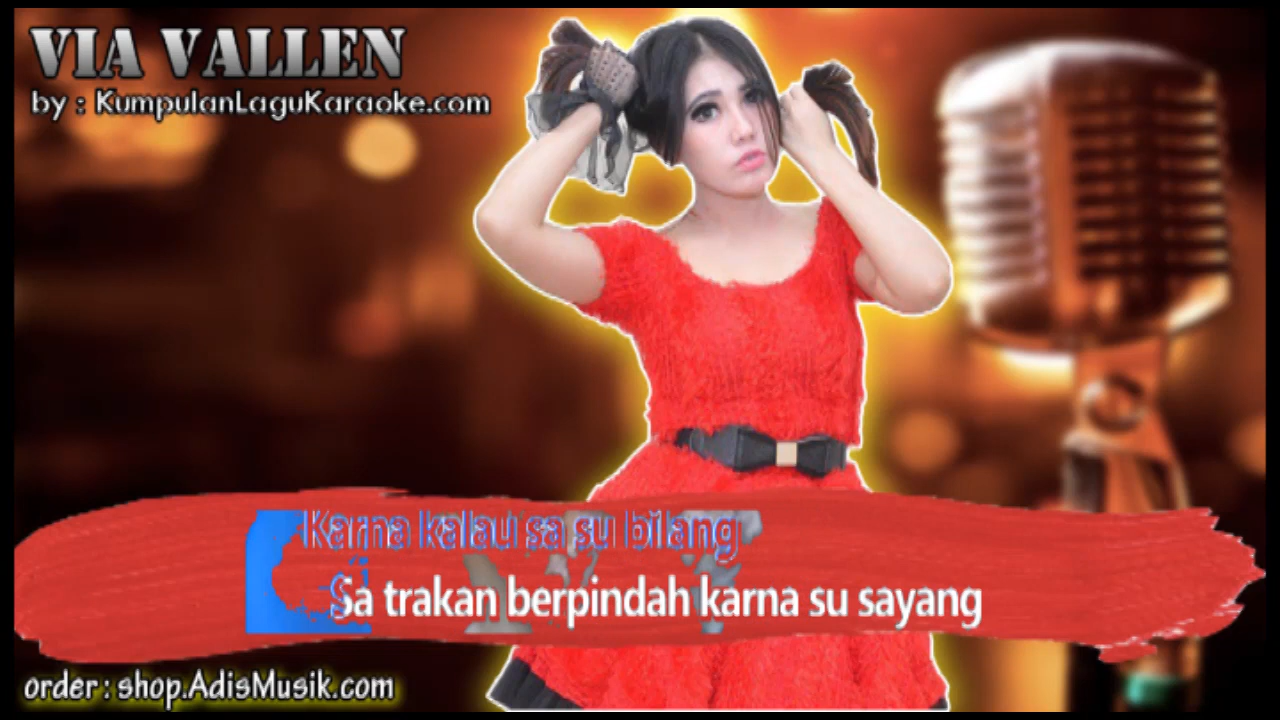 VIA VALLEN
by : KumpulanLaguKaraoke.com
Karna kalau sa su bilang
Sa trakan berpindah karna su sayang
order : shop.AdisMusik.com